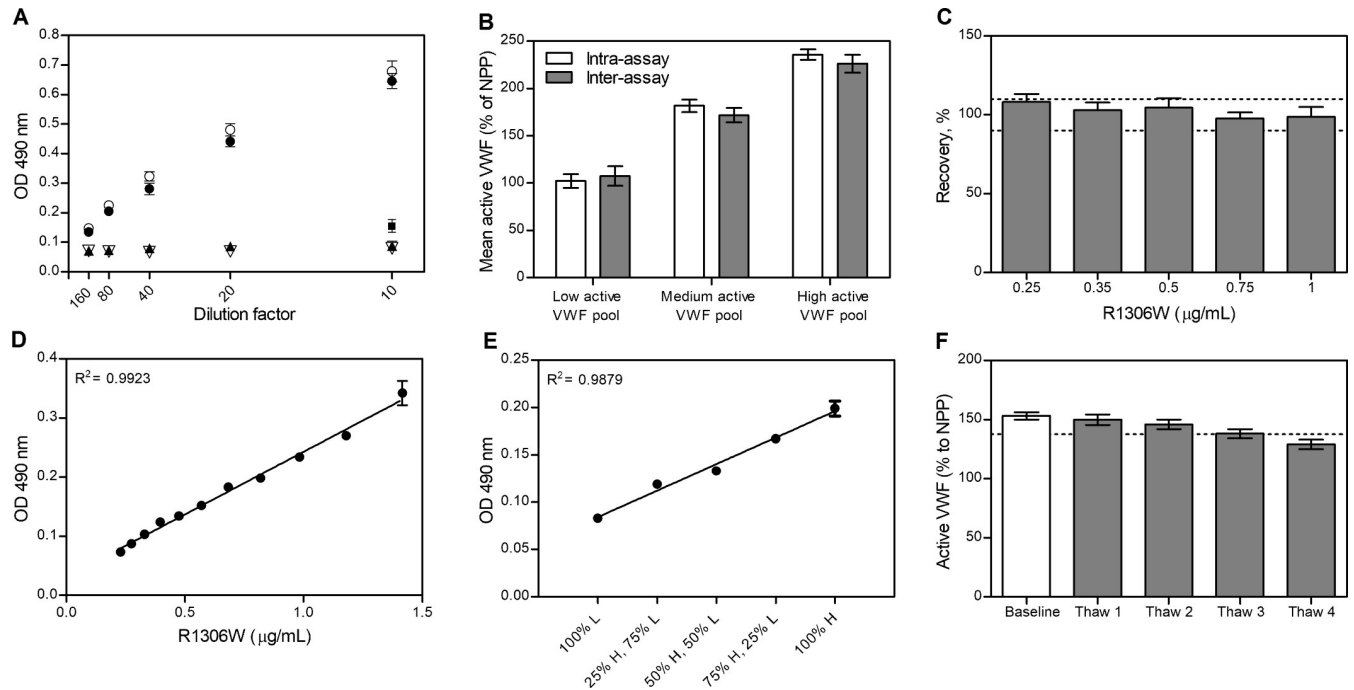 A
OD 490 nm
0.8
0.7
0.6
0.5
0.4
0.3
0.2
0.1
0.0
160
80
40
20
10
Dilution factor
B
Mean active VWF (% of NPP)
250
200
150
100
50
0
Intra-assay
Inter-assay
Low active
VWF pool
Medium active
VWF pool
High active
VWF pool
C
Recovery, %
150
100
50
0
0.25
0.35
0.5
0.75
1
R1306W (μg/mL)
D
OD 490 nm
R² = 0.9923
0.4
0.3
0.2
0.1
0.0
0.0
0.5
1.0
1.5
R1306W (μg/mL)
E
OD 490 nm
R² = 0.9879
0.25
0.20
0.15
0.10
0.05
0.00
100% L
25% H, 75% L
50% H, 50% L
75% H, 25% L
100% H
F
Active VWF (% to NPP)
200
150
100
50
0
Baseline
Thaw 1
Thaw 2
Thaw 3
Thaw 4